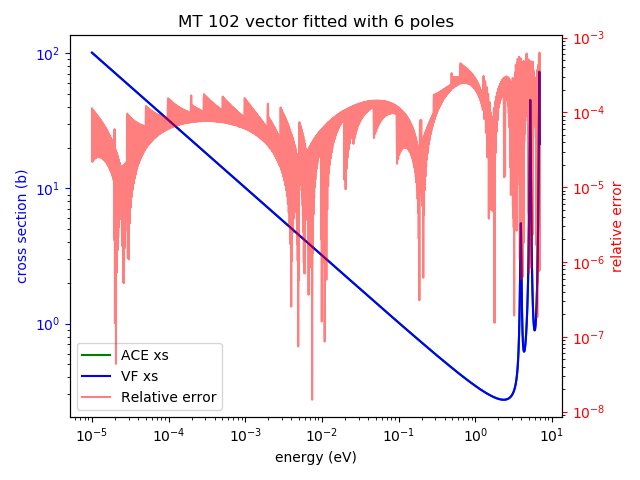 MT 102 vector fitted with 6 poles
10²
10¹
10⁰
cross section (b)
10⁻³
10⁻⁴
10⁻⁵
10⁻⁶
10⁻⁷
10⁻⁸
relative error
ACE xs
VF xs
Relative error
10⁻⁵ 10⁻⁴ 10⁻³ 10⁻² 10⁻¹ 10⁰ 10¹
energy (eV)